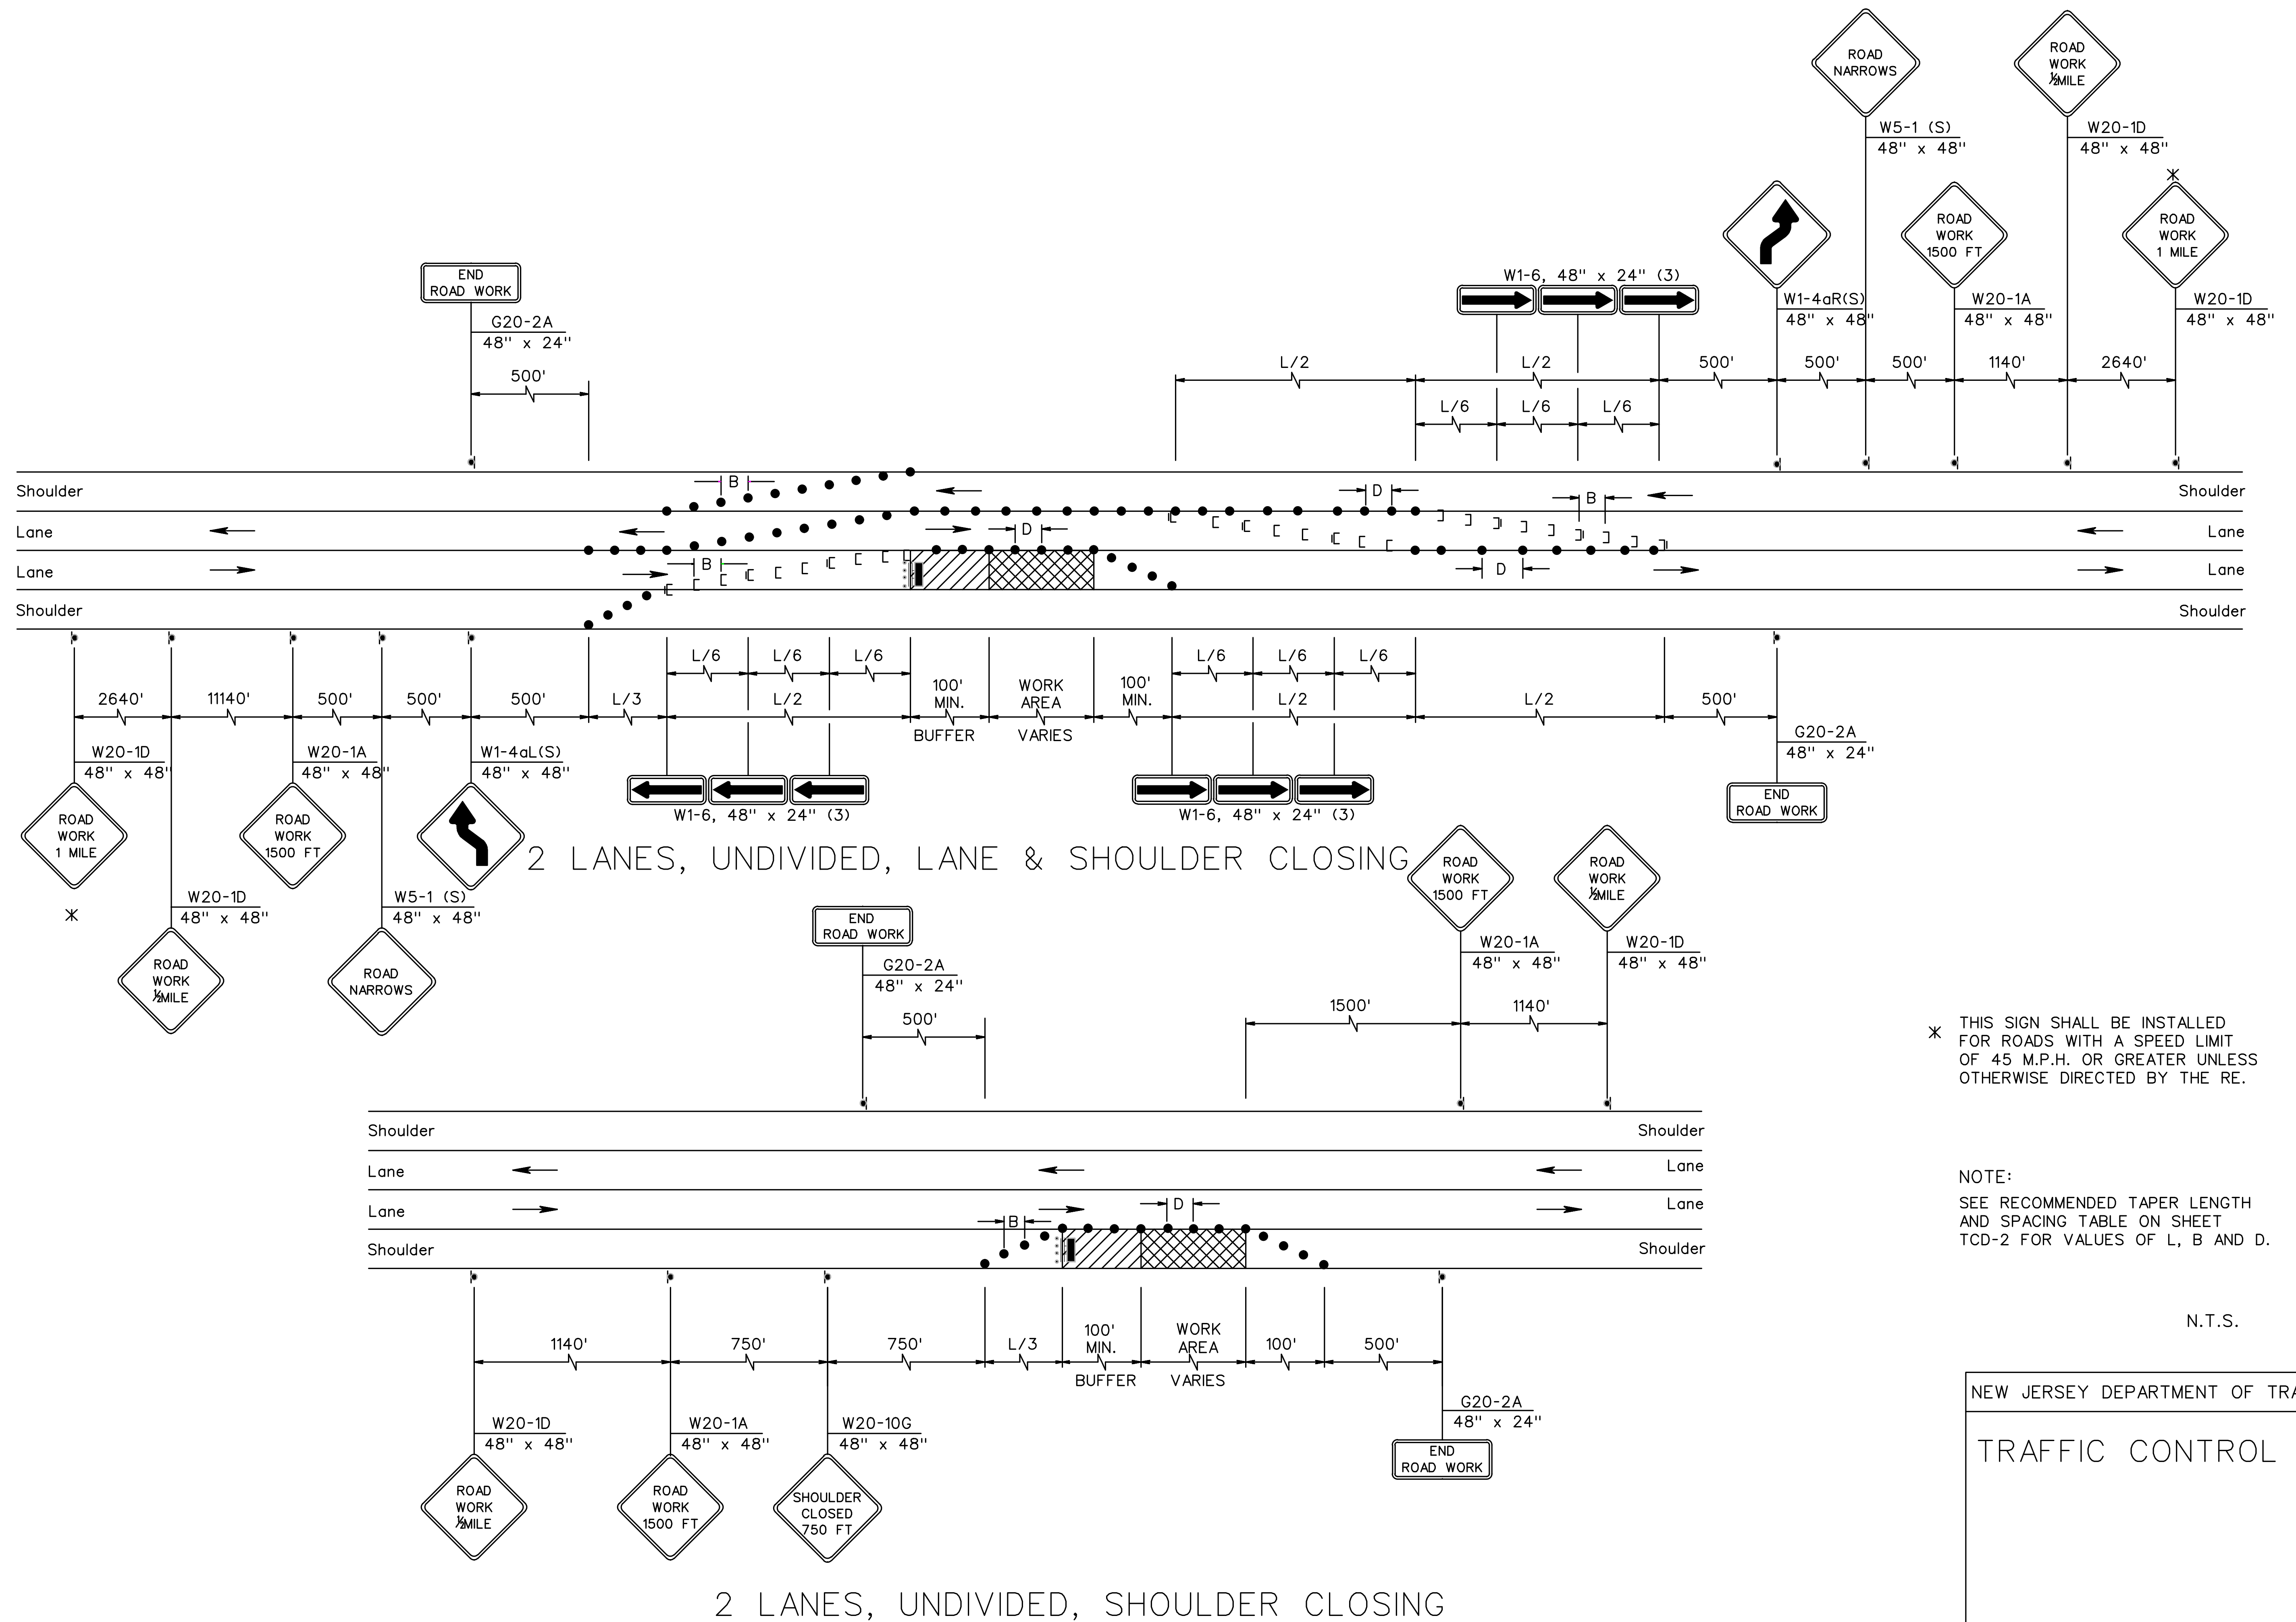 ROAD
NARROWS
ROAD
WORK
½MILE
W5-1 (S)
48" x 48"
W20-1D
48" x 48"
ROAD
WORK
1500 FT
ROAD
WORK
1 MILE
END
ROAD WORK
G20-2A
48" x 24"
W1-6, 48" x 24" (3)
W1-4aR(S)
48" x 48"
W20-1A
48" x 48"
W20-1D
48" x 48"
500'
L/2 L/2 500' 500' 500' 1140' 2640'
L/6 L/6 L/6
Shoulder B D B Shoulder
Lane D Lane
Lane B D Lane
Shoulder Shoulder
L/6 L/6 L/6 L/6 L/6 L/6
2640' 11140' 500' 500' 500' L/3 L/2
100'
MIN.
BUFFER
WORK
AREA
VARIES
100'
MIN.
L/2 L/2 500'
W20-1D
48" x 48"
W20-1A
48" x 48"
W1-4aL(S)
48" x 48"
G20-2A
48" x 24"
END
ROAD WORK
W1-6, 48" x 24" (3)
W1-6, 48" x 24" (3)
ROAD
WORK
1 MILE
ROAD
WORK
1500 FT
2 LANES, UNDIVIDED, LANE & SHOULDER CLOSING
W20-1D
48" x 48"
W5-1 (S)
48" x 48"
ROAD
WORK
½MILE
ROAD
NARROWS
END
ROAD WORK
G20-2A
48" x 24"
ROAD
WORK
1500 FT
ROAD
WORK
½MILE
W20-1A
48" x 48"
W20-1D
48" x 48"
500' 1500' 1140'
Shoulder Shoulder
Lane Lane
Lane D Lane
Shoulder B Shoulder
1140' 750' 750' L/3
100'
MIN.
BUFFER
WORK
AREA
VARIES
100' 500'
W20-1D
48" x 48"
W20-1A
48" x 48"
W20-10G
48" x 48"
G20-2A
48" x 24"
END
ROAD WORK
ROAD
WORK
½MILE
ROAD
WORK
1500 FT
SHOULDER
CLOSED
750 FT
2 LANES, UNDIVIDED, SHOULDER CLOSING
* THIS SIGN SHALL BE INSTALLED
FOR ROADS WITH A SPEED LIMIT
OF 45 M.P.H. OR GREATER UNLESS
OTHERWISE DIRECTED BY THE RE.
NOTE:
SEE RECOMMENDED TAPER LENGTH
AND SPACING TABLE ON SHEET
TCD-2 FOR VALUES OF L, B AND D.
N.T.S.
NEW JERSEY DEPARTMENT OF TRA
TRAFFIC CONTROL